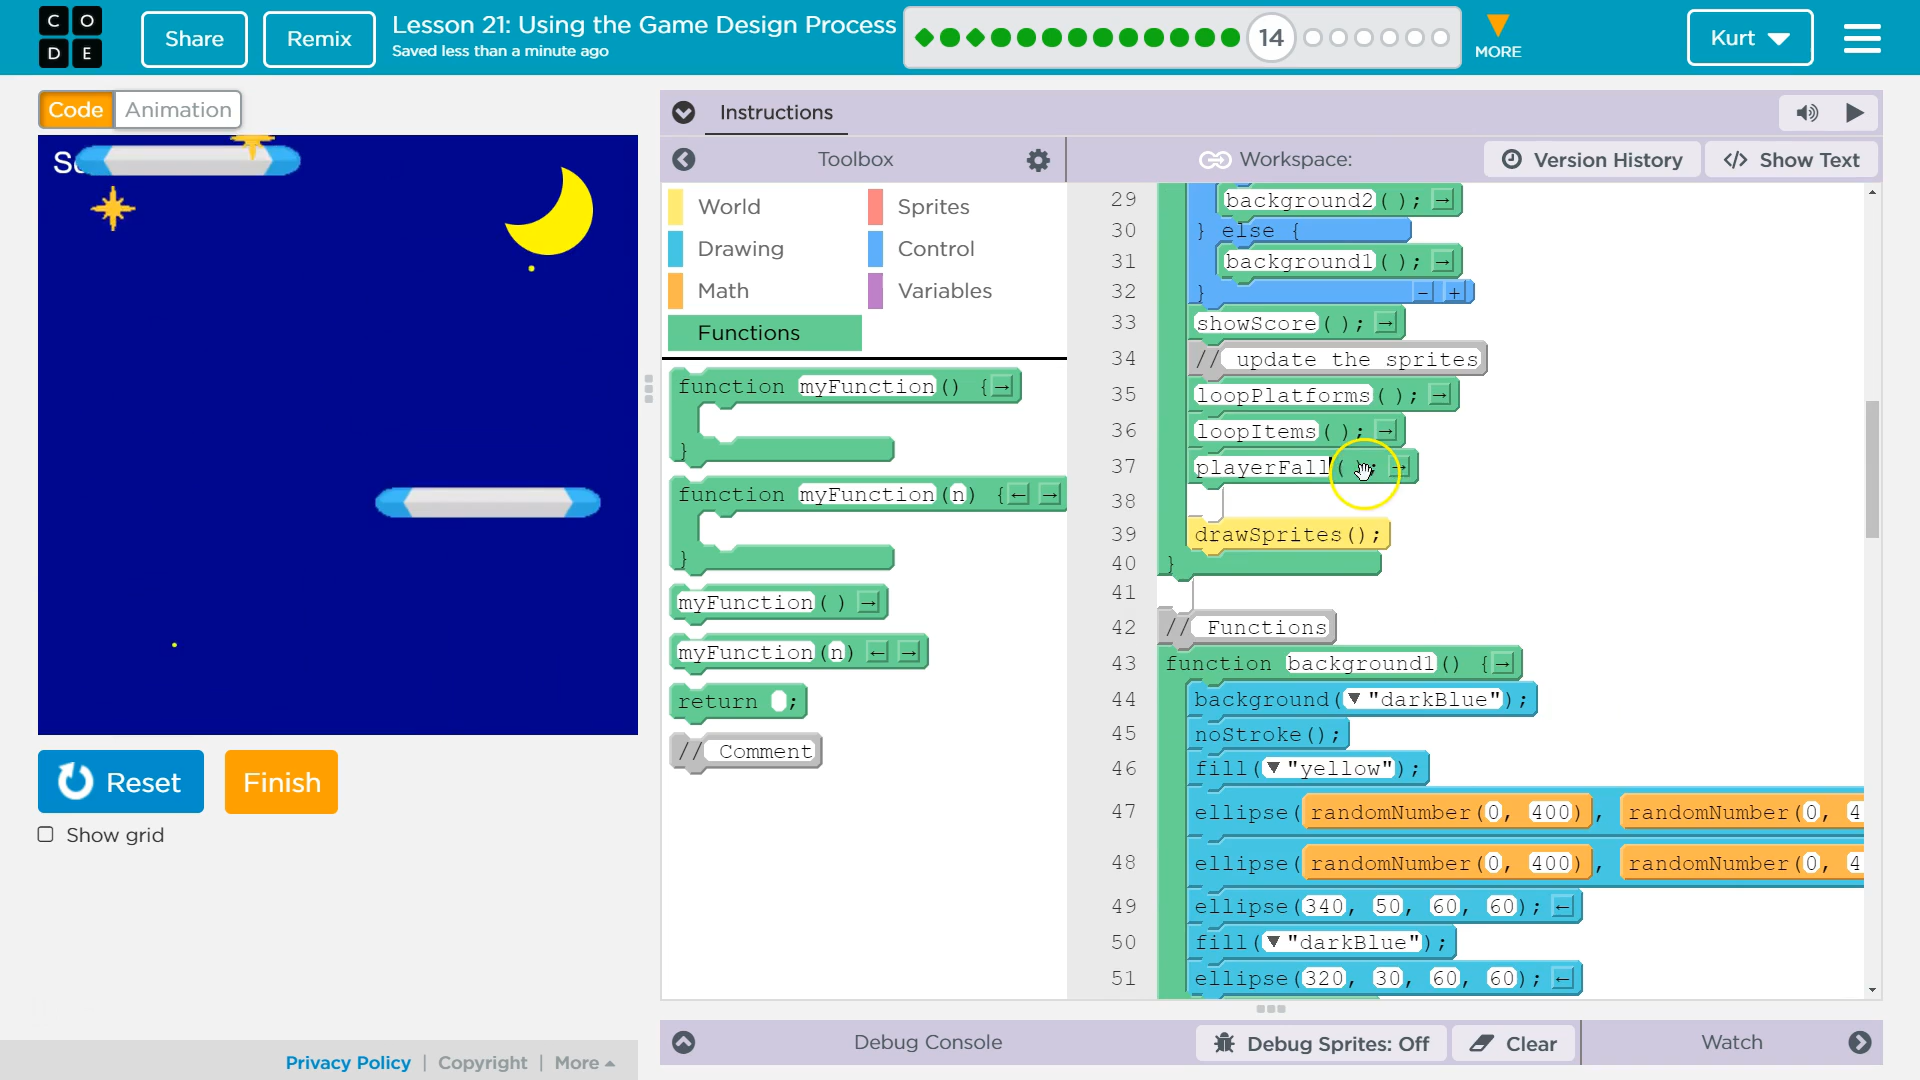 CODE
Share
Remix
Lesson 21: Using the Game Design Process
Saved less than a minute ago
14
MORE
Kurt
Code
Animation
Instructions
Toolbox
Workspace:
Version History
</> Show Text
World
Sprites
Drawing
Control
Math
Variables
Functions
function myFunction() {
}
function myFunction(n) {
}
myFunction()
myFunction(n)
return ;
// Comment
29 background2();
30 } else {
31 background1();
32 } - +
33 showScore();
34 // update the sprites
35 loopPlatforms();
36 loopItems();
37 playerFall();
38
39 drawSprites();
40 }
41
42 // Functions
43 function background1() {
44 background("darkBlue");
45 noStroke();
46 fill("yellow");
47 ellipse(randomNumber(0, 400), randomNumber(0, 4
48 ellipse(randomNumber(0, 400), randomNumber(0, 4
49 ellipse(340, 50, 60, 60);
50 fill("darkBlue");
51 ellipse(320, 30, 60, 60);
Reset
Finish
Show grid
Privacy Policy | Copyright | More
Debug Console
Debug Sprites: Off
Clear
Watch